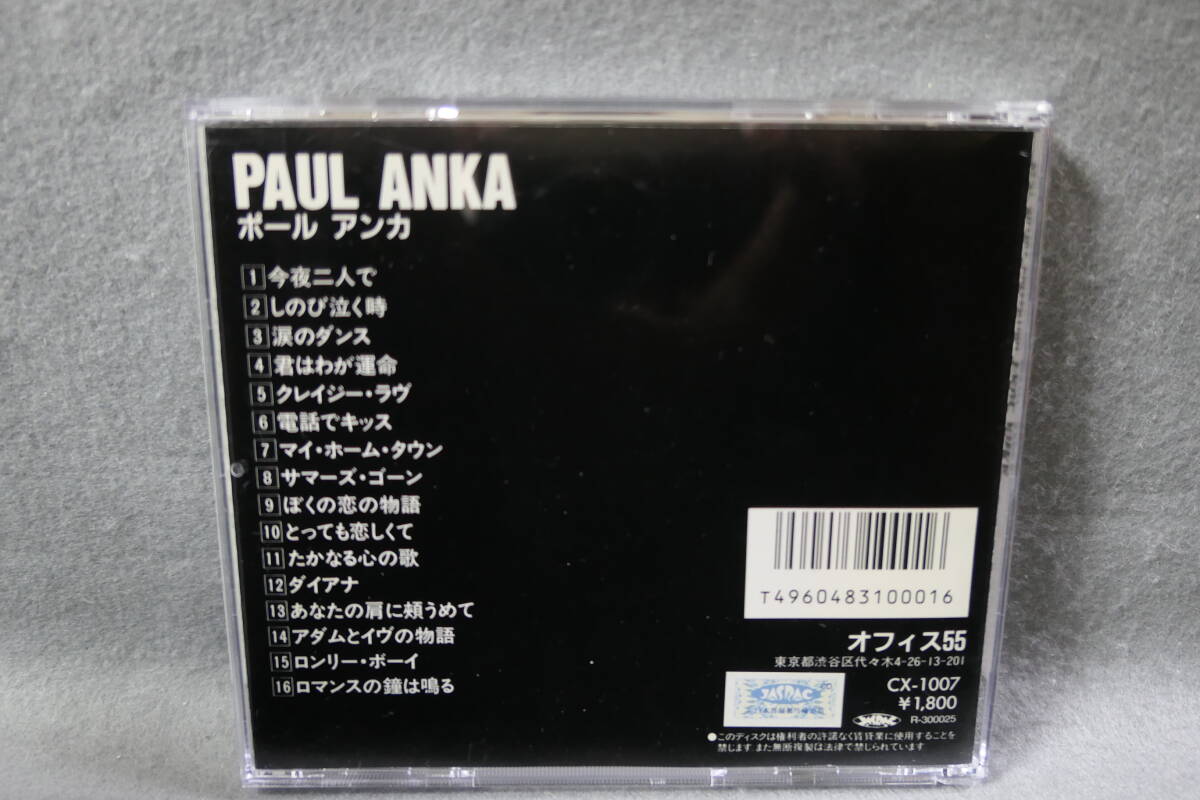 PAUL ANKA
ポール アンカ
1 今夜二人で
2 しのび泣く時
3 涙のダンス
4 君はわが運命
5 クレイジー・ラヴ
6 電話でキッス
7 マイ・ホーム・タウン
8 サマーズ・ゴーン
9 ぼくの恋の物語
10 とっても恋しくて
11 たかなる心の歌
12 ダイアナ
13 あなたの肩に頬うめて
14 アダムとイヴの物語
15 ロンリー・ボーイ
16 ロマンスの鐘は鳴る
T4960483100016
オフィス55
東京都渋谷区代々木4-26-13-201
JASRAC
CX-1007
¥1,800
JASRAC R-300025
●このディスクは権利者の許諾なく賃貸業に使用することを
禁じます また無断複製は法律で禁じられています